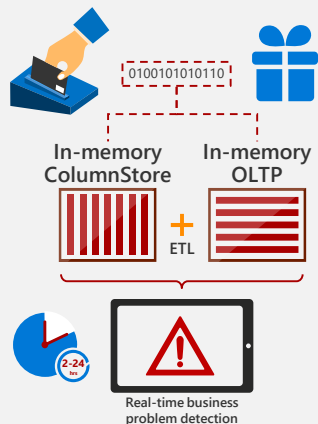 0100101010110
In-memory
ColumnStore
In-memory
OLTP
+
ETL
2-24
hrs
Real-time business
problem detection